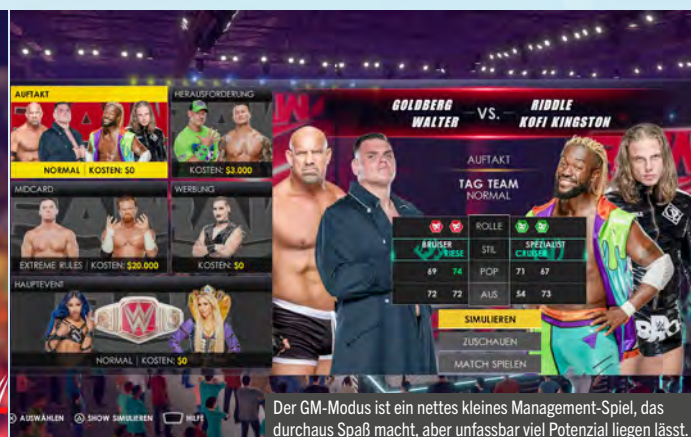 AUFTAKT
NORMAL | KOSTEN: $0
HERAUSFORDERUNG
KOSTEN: $3.000
MIDCARD
EXTREME RULES | KOSTEN: $20.000
WERBUNG
KOSTEN: $0
HAUPTEVENT
NORMAL | KOSTEN: $0
GOLDBERG
WALTER
VS.
RIDDLE
KOFI KINGSTON
AUFTAKT
TAG TEAM
NORMAL
ROLLE
BRUISER
RIESE
STIL
SPEZIALIST
CRUISER
69 74 POP 71 67
72 72 AUS 54 73
SIMULIEREN
ZUSCHAUEN
MATCH SPIELEN
AUSWÄHLEN SHOW SIMULIEREN HILFE
Der GM-Modus ist ein nettes kleines Management-Spiel, das
durchaus Spaß macht, aber unfassbar viel Potenzial liegen lässt.